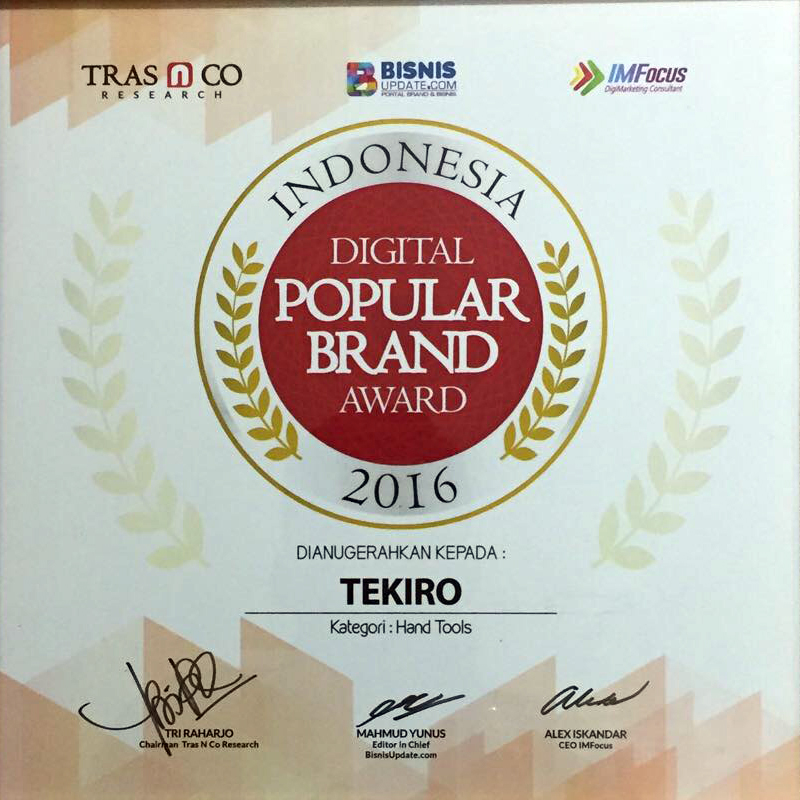 TRAS N CO
RESEARCH
BISNIS
UPDATE.COM
PORTAL BRAND & BISNIS
IMFocus
DigiMarketing Consultant
INDONESIA
DIGITAL
POPULAR
BRAND
AWARD
2016
DIANUGERAHKAN KEPADA :
TEKIRO
Kategori : Hand Tools
TRI RAHARJO
Chairman Tras N Co Research
MAHMUD YUNUS
Editor in Chief
BisnisUpdate.com
ALEX ISKANDAR
CEO IMFocus